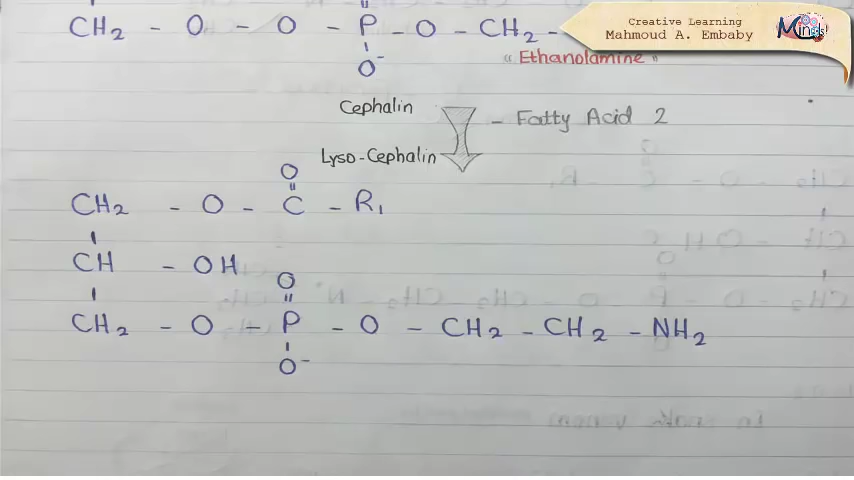 CH2 - O - O - P - O - CH2 -
O-
Creative Learning
Mahmoud A. Embaby
Minds
"Ethanolamine"
Cephalin
- Fatty Acid 2
Lyso-Cephalin
O
CH2 - O - C - R1
CH - OH
O
CH2 - O - P - O - CH2 - CH2 - NH2
O-